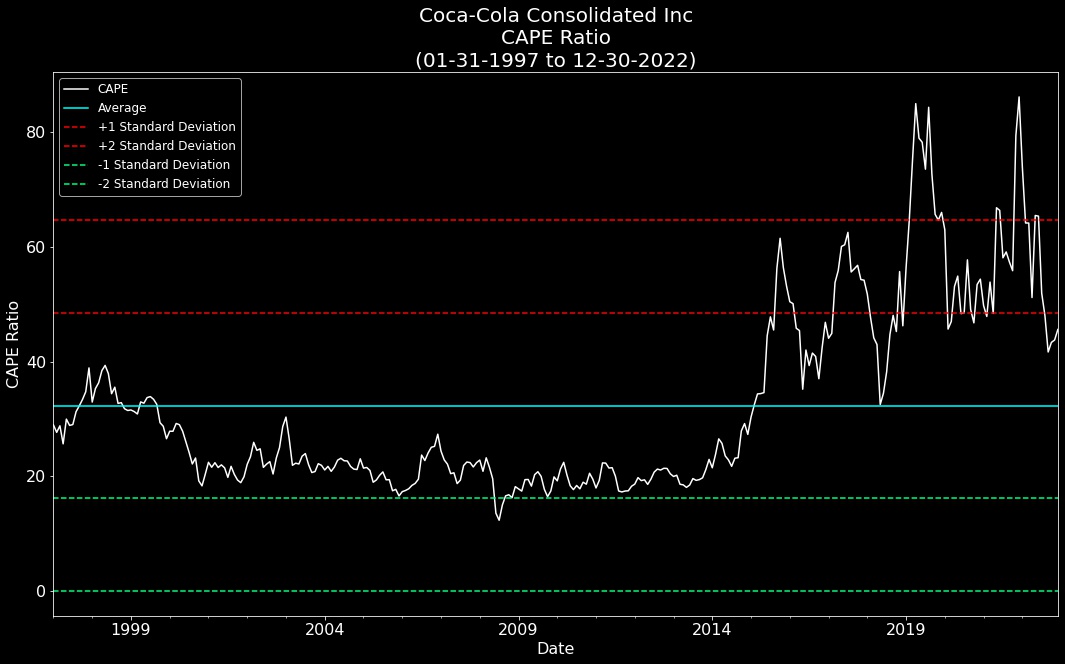 Coca-Cola Consolidated Inc
CAPE Ratio
(01-31-1997 to 12-30-2022)
CAPE
Average
+1 Standard Deviation
+2 Standard Deviation
-1 Standard Deviation
-2 Standard Deviation
CAPE Ratio
80
60
40
20
0
1999
2004
2009
2014
2019
Date